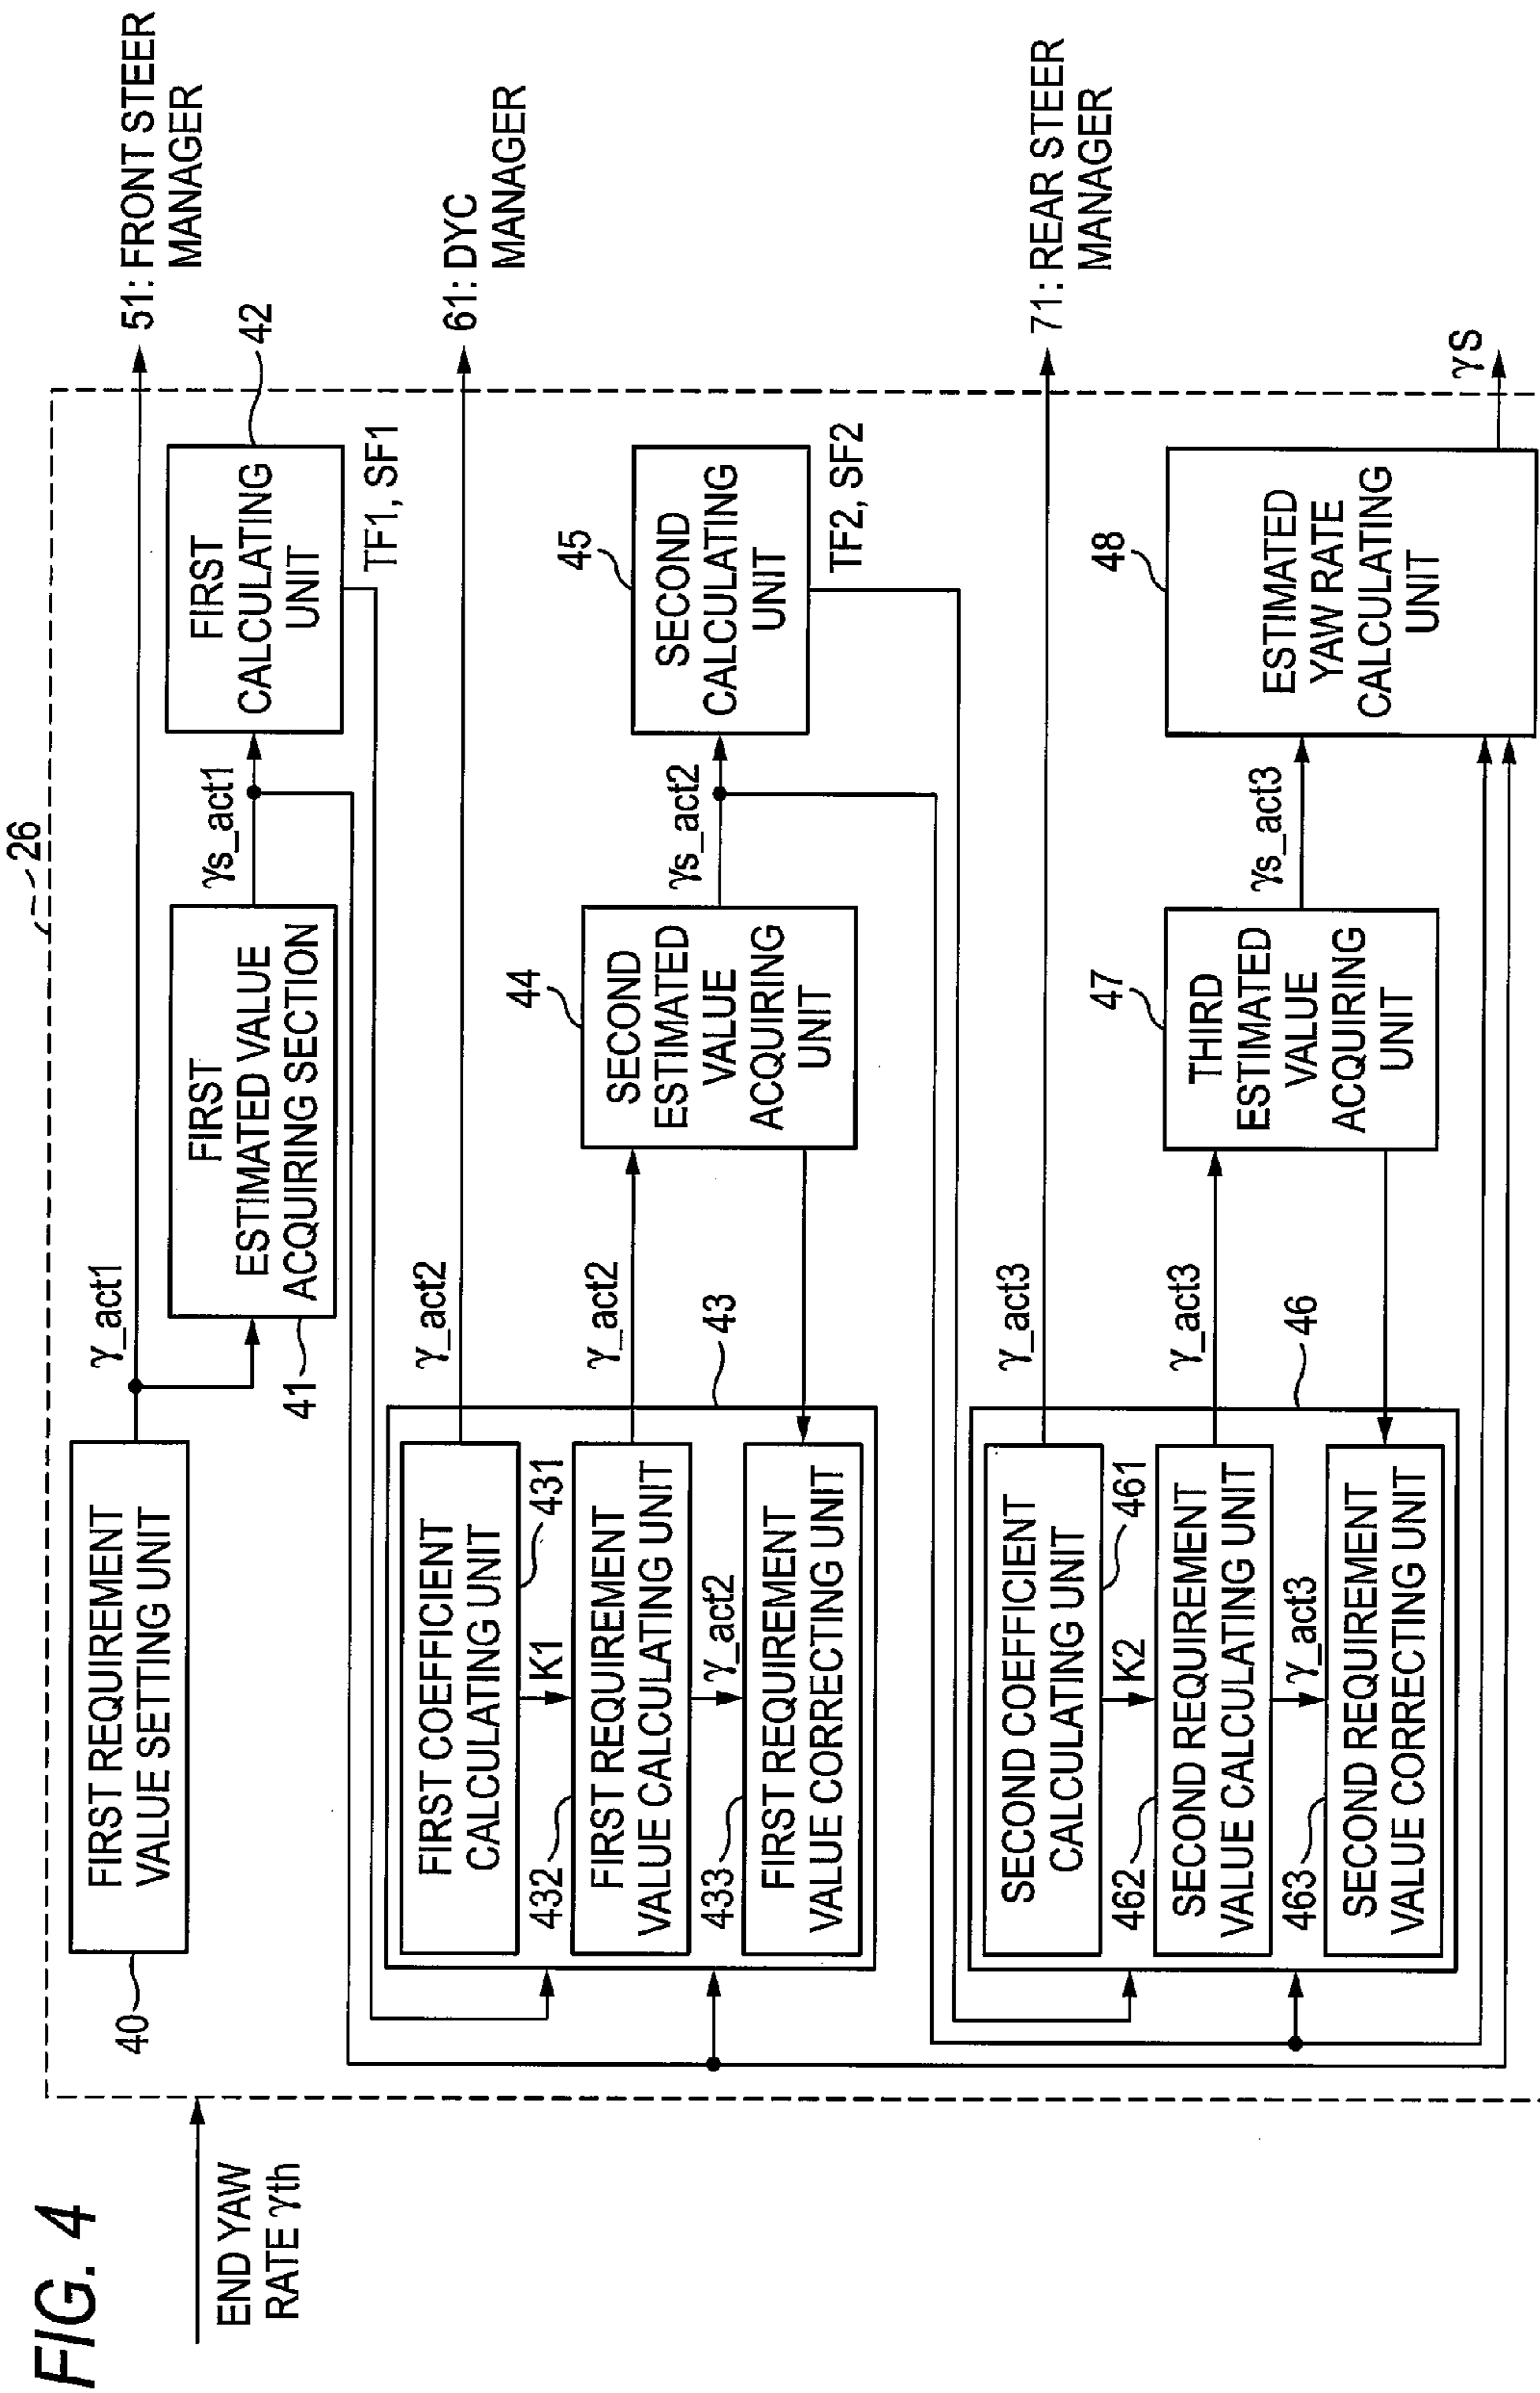 FIG. 4
END YAW
RATE γth
26
40
FIRST REQUIREMENT
VALUE SETTING UNIT
γ_act1
51: FRONT STEER
MANAGER
41
FIRST
ESTIMATED VALUE
ACQUIRING SECTION
γs_act1
42
FIRST
CALCULATING
UNIT
TF1, SF1
43
FIRST COEFFICIENT
CALCULATING UNIT
431
K1
432
FIRST REQUIREMENT
VALUE CALCULATING UNIT
γ_act2
433
FIRST REQUIREMENT
VALUE CORRECTING UNIT
γ_act2
61: DYC
MANAGER
γ_act2
44
SECOND
ESTIMATED
VALUE
ACQUIRING
UNIT
γs_act2
45
SECOND
CALCULATING
UNIT
TF2, SF2
46
SECOND COEFFICIENT
CALCULATING UNIT
461
K2
462
SECOND REQUIREMENT
VALUE CALCULATING UNIT
γ_act3
463
SECOND REQUIREMENT
VALUE CORRECTING UNIT
γ_act3
71: REAR STEER
MANAGER
γ_act3
47
THIRD
ESTIMATED
VALUE
ACQUIRING
UNIT
γs_act3
48
ESTIMATED
YAW RATE
CALCULATING
UNIT
γS